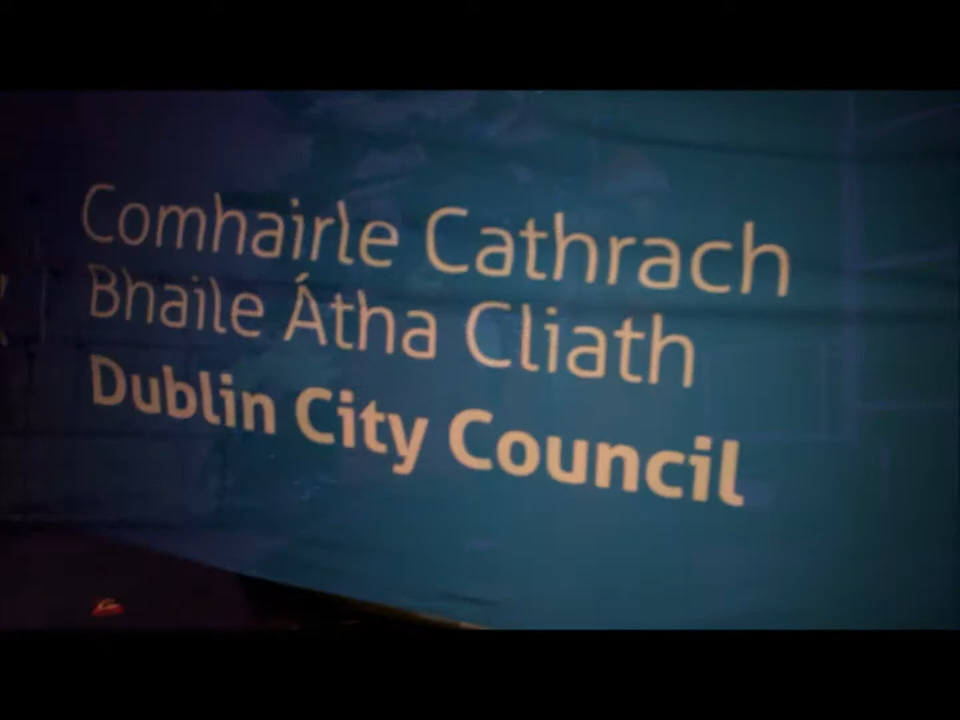 Comhairle Cathrach
Bhaile Átha Cliath
Dublin City Council